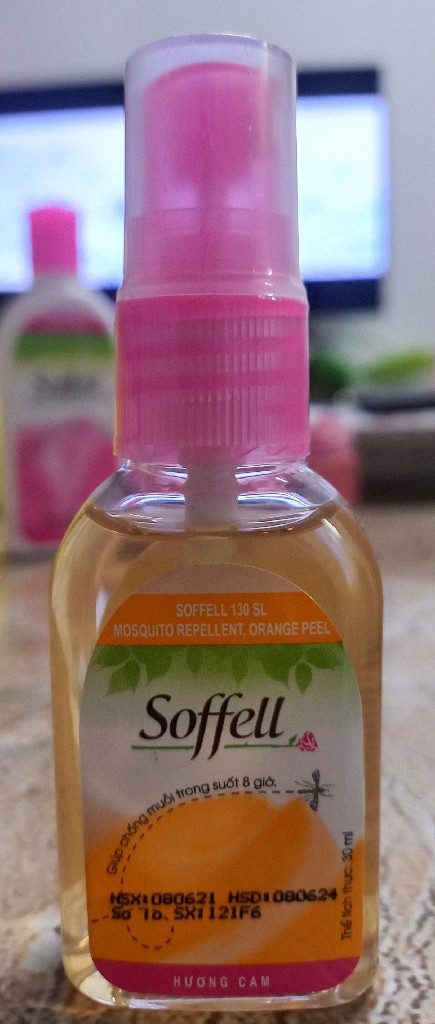 SOFFELL 130 SL
MOSQUITO REPELLENT, ORANGE PEEL
Soffell
Giúp chống muỗi trong suốt 8 giờ.
HSX:080621 HSD:080624
Số Lô SX:121F6
Thể tích thực: 30 ml
HƯƠNG CAM